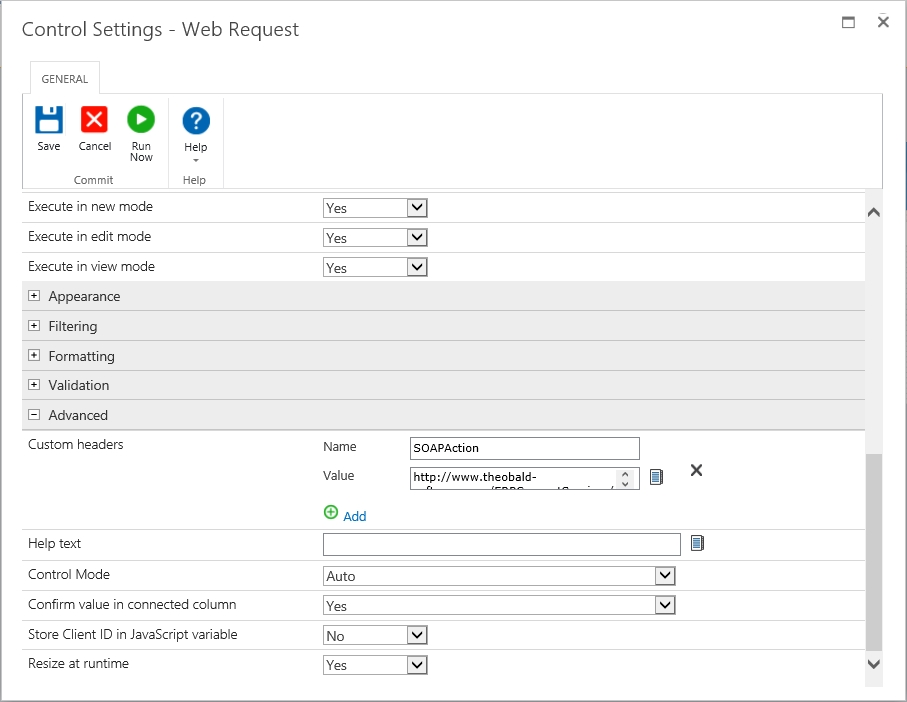 Control Settings - Web Request
GENERAL
Save Cancel Run Now Help
Commit Help
Execute in new mode Yes
Execute in edit mode Yes
Execute in view mode Yes
Appearance
Filtering
Formatting
Validation
Advanced
Custom headers Name SOAPAction
Value http://www.theobald-
Add
Help text
Control Mode Auto
Confirm value in connected column Yes
Store Client ID in JavaScript variable No
Resize at runtime Yes